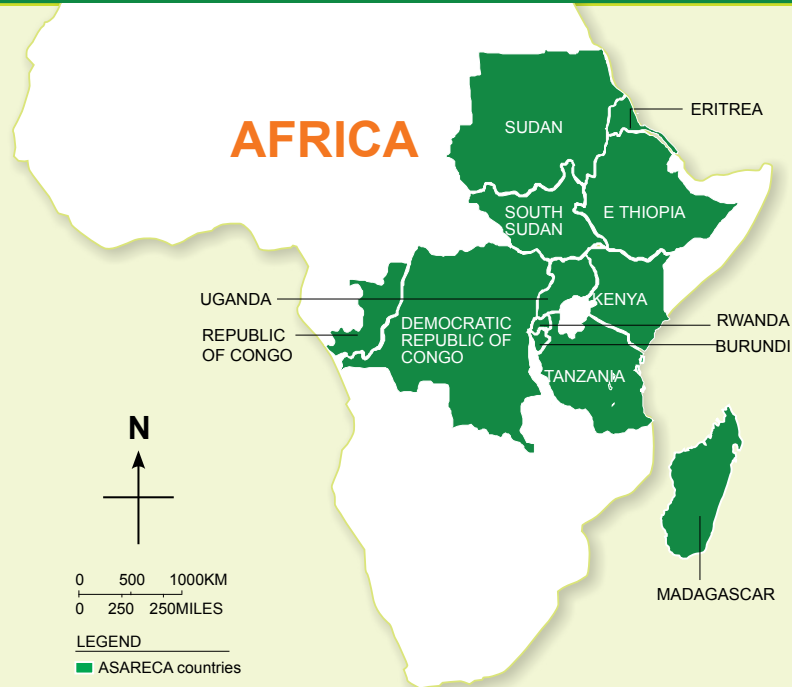 AFRICA
ERITREA
SUDAN
SOUTH
SUDAN
E THIOPIA
UGANDA
KENYA
RWANDA
REPUBLIC
OF CONGO
DEMOCRATIC
REPUBLIC OF
CONGO
BURUNDI
TANZANIA
N
MADAGASCAR
0 500 1000KM
0 250 250MILES
LEGEND
ASARECA countries